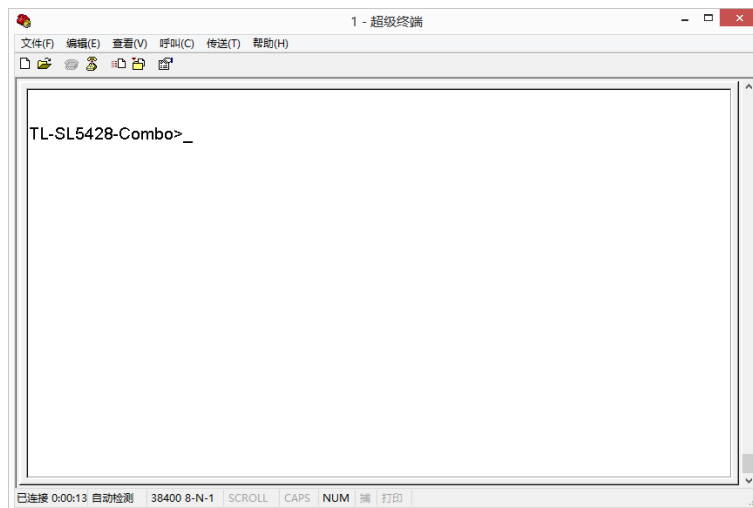 1 - 超级终端
文件(F) 编辑(E) 查看(V) 呼叫(C) 传送(T) 帮助(H)
TL-SL5428-Combo>_
已连接 0:00:13 自动检测 38400 8-N-1 SCROLL CAPS NUM 捕 打印